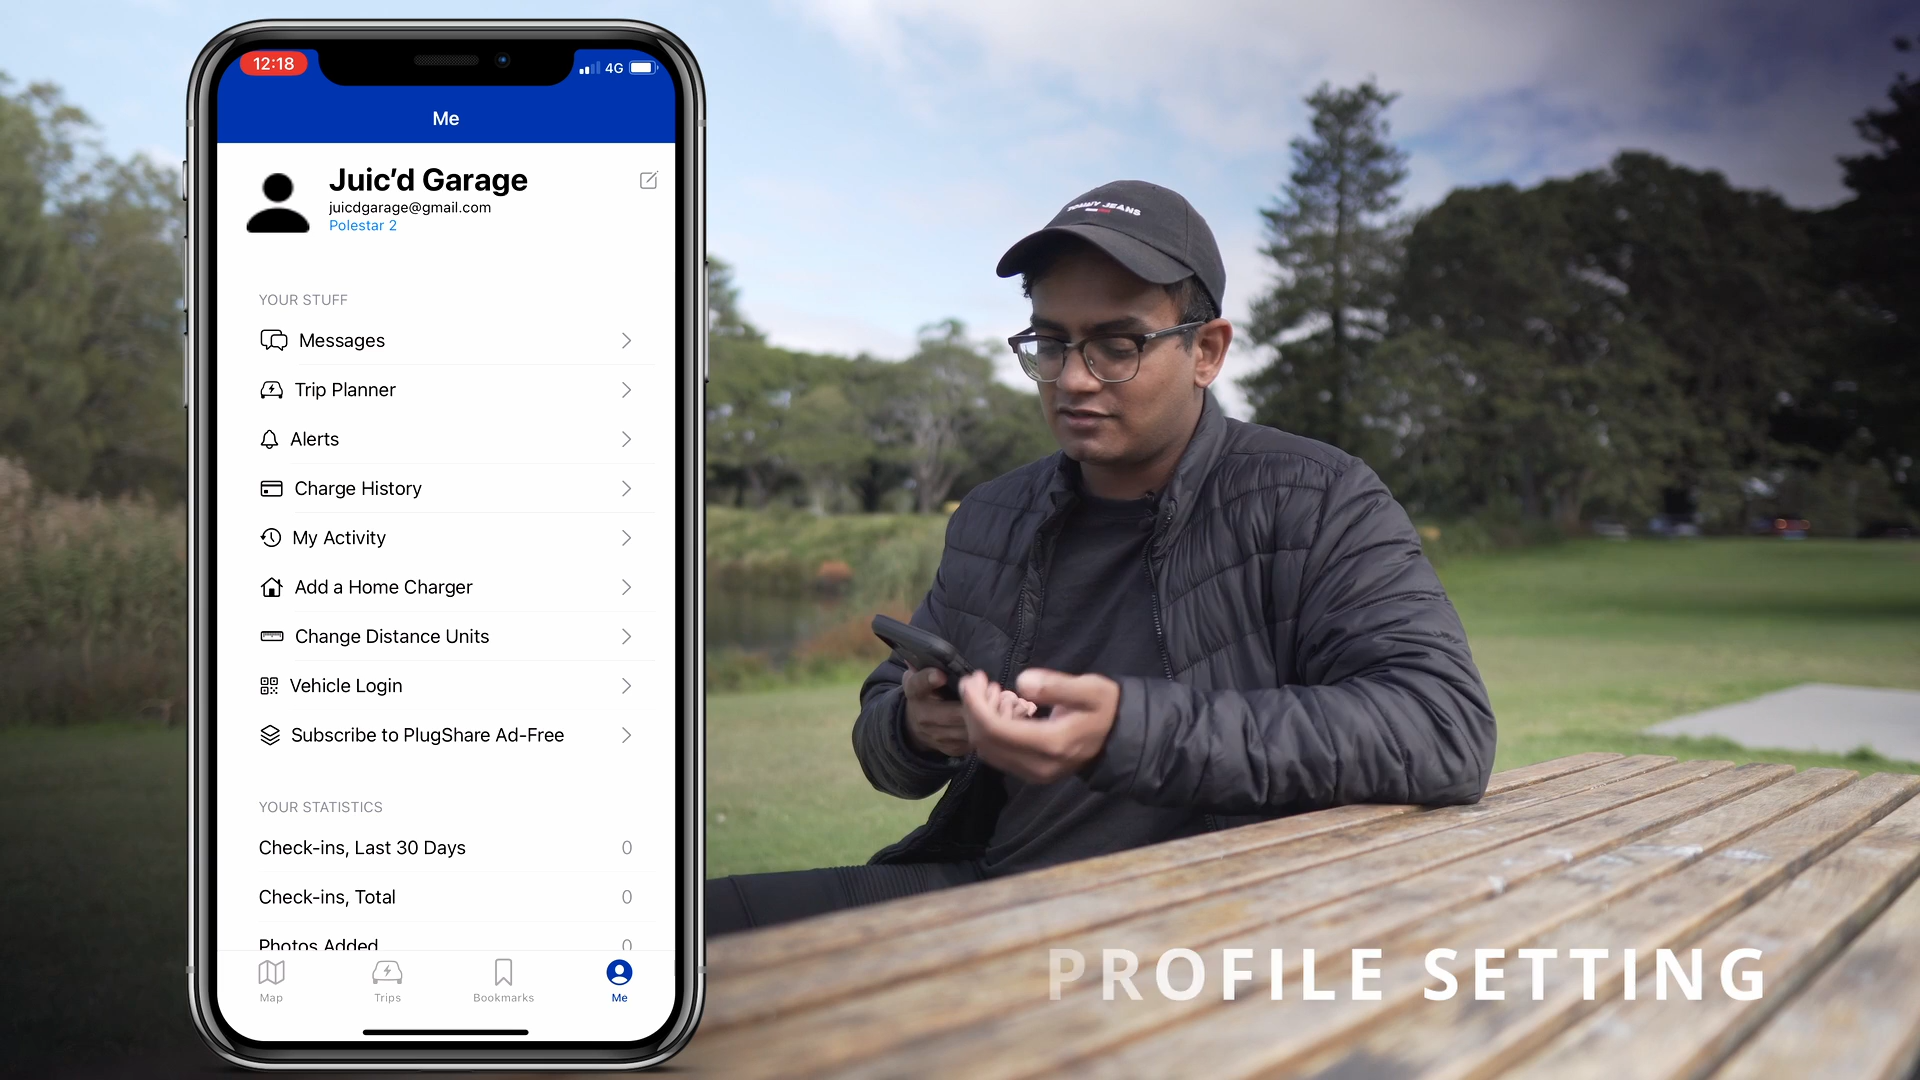 12:18
4G
Me
Juic'd Garage
juicdgarage@gmail.com
Polestar 2
YOUR STUFF
Messages
Trip Planner
Alerts
Charge History
My Activity
Add a Home Charger
Change Distance Units
Vehicle Login
Subscribe to PlugShare Ad-Free
YOUR STATISTICS
Check-ins, Last 30 Days 0
Check-ins, Total 0
Photos Added 0
Map
Trips
Bookmarks
Me
TOMMY JEANS
PROFILE SETTING